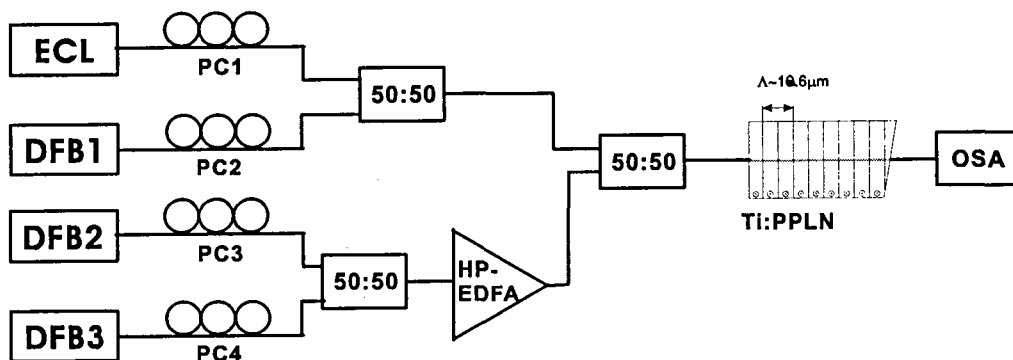 ECL
PC1
50:50
DFB1
PC2
50:50
DFB2
PC3
50:50
HP-
EDFA
DFB3
PC4
Ti:PPLN
OSA